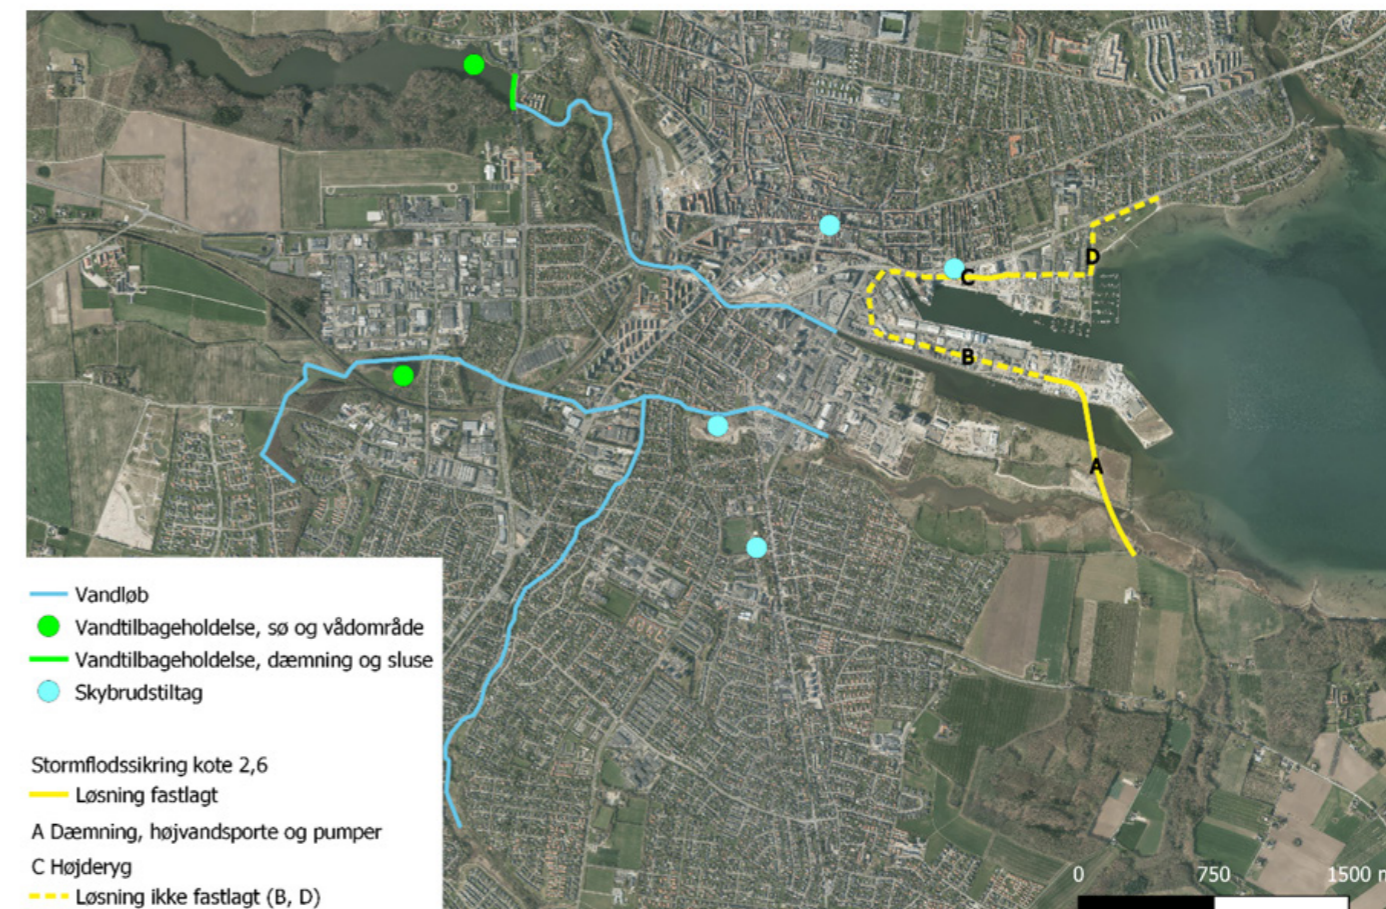 D
C
B
A
Vandløb
Vandtilbageholdelse, sø og vådområde
Vandtilbageholdelse, dæmning og sluse
Skybrudstiltag
Stormflodssikring kote 2,6
Løsning fastlagt
A Dæmning, højvandsporte og pumper
C Højderyg
Løsning ikke fastlagt (B, D)
0 750 1500 m